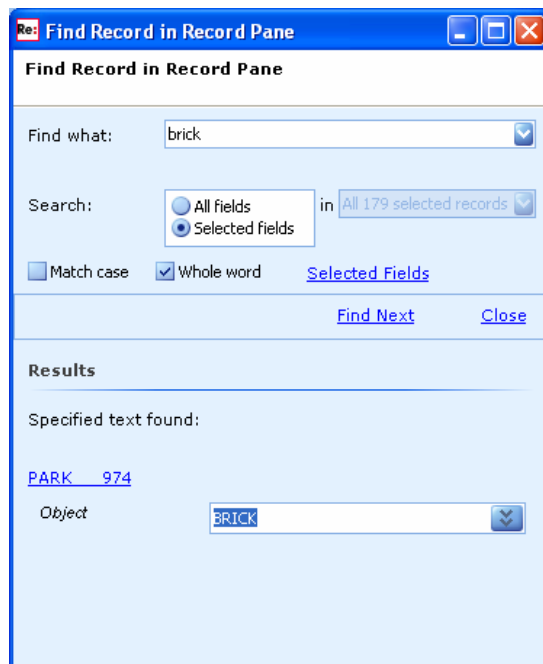 Re: Find Record in Record Pane
Find Record in Record Pane
Find what: brick
Search: All fields in All 179 selected records
Selected fields
Match case Whole word Selected Fields
Find Next Close
Results
Specified text found:
PARK 974
Object BRICK